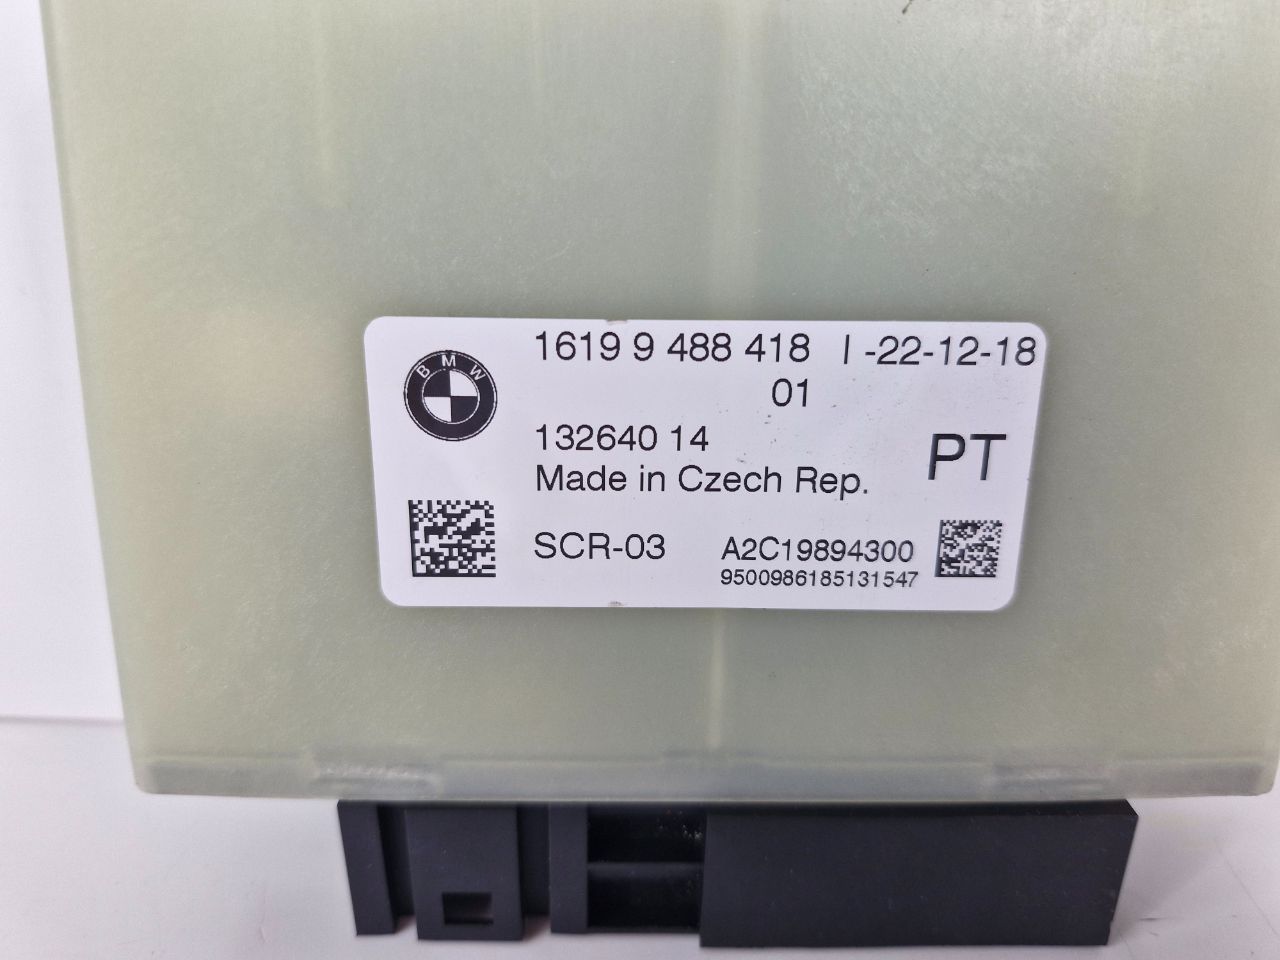 BMW
1619 9 488 418 I -22-12-18
01
132640 14
Made in Czech Rep.
PT
SCR-03
A2C19894300
9500986185131547